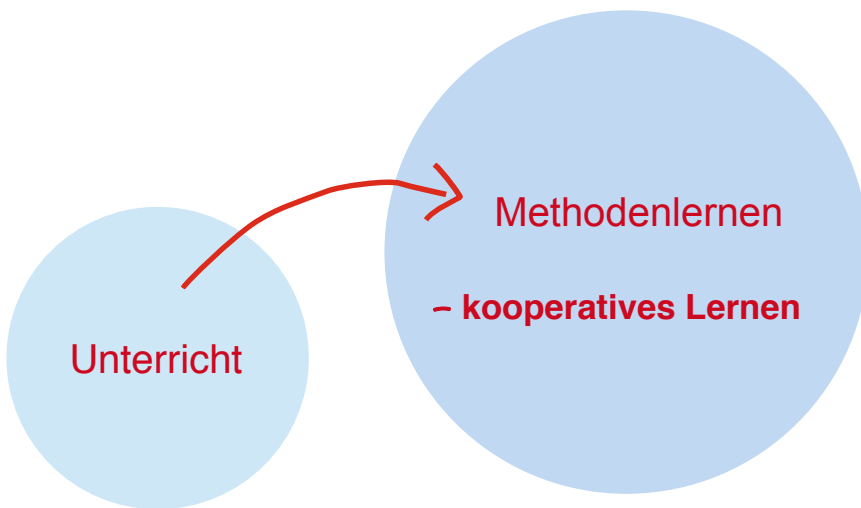 Unterricht
Methodenlernen
– kooperatives Lernen